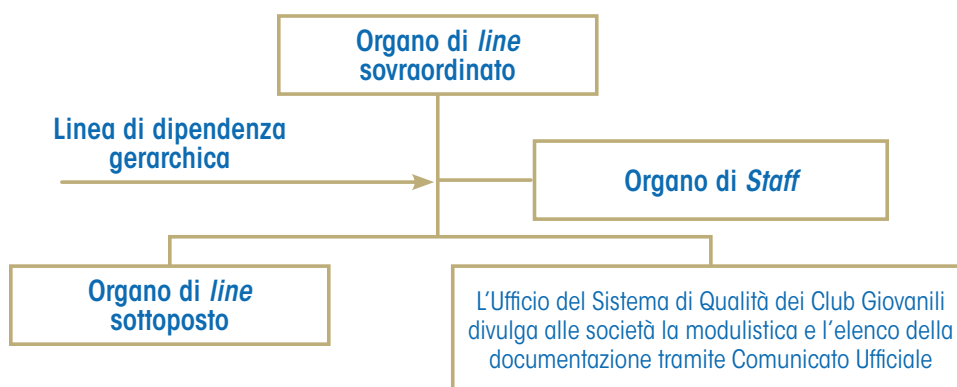 Organo di line
sovraordinato
Linea di dipendenza
gerarchica
Organo di Staff
Organo di line
sottoposto
L'Ufficio del Sistema di Qualità dei Club Giovanili
divulga alle società la modulistica e l'elenco della
documentazione tramite Comunicato Ufficiale